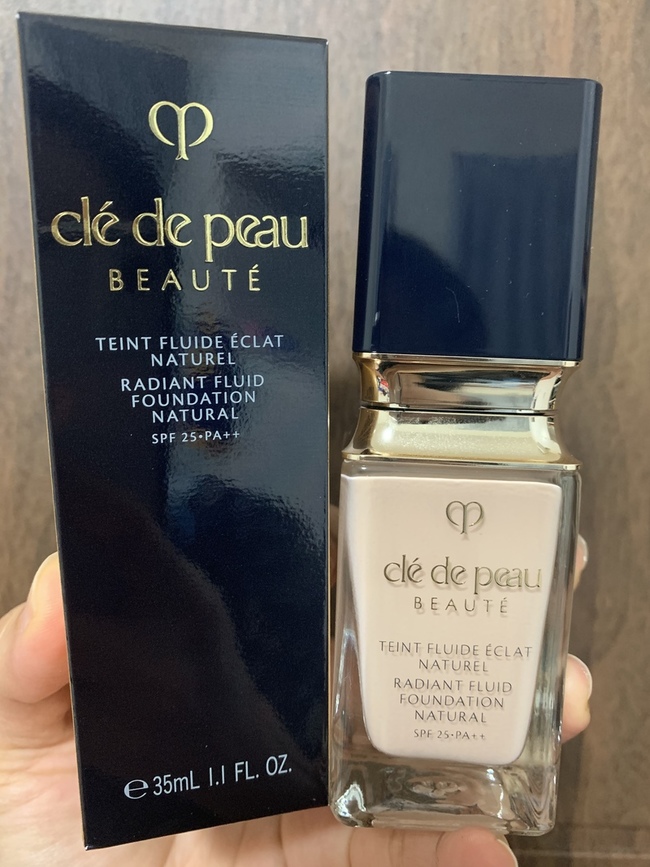 clé de peau
BEAUTÉ
TEINT FLUIDE ÉCLAT
NATUREL
RADIANT FLUID
FOUNDATION
NATURAL
SPF 25•PA++
℮35mL 1.1 FL. OZ.
clé de peau
BEAUTÉ
TEINT FLUIDE ÉCLAT
NATUREL
RADIANT FLUID
FOUNDATION
NATURAL
SPF 25•PA++